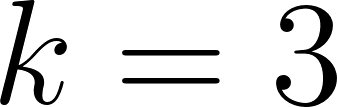 k = 3